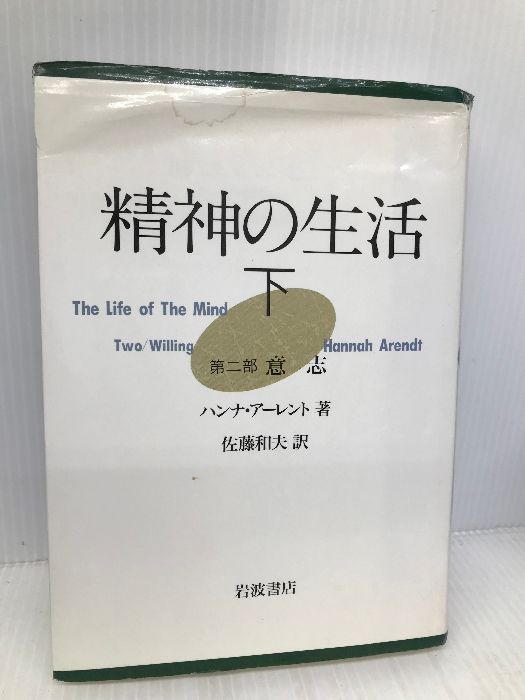 精神の生活
下
The Life of The Mind
Two/Willing
Hannah Arendt
第二部 意 志
ハンナ・アーレント 著
佐藤和夫 訳
岩波書店